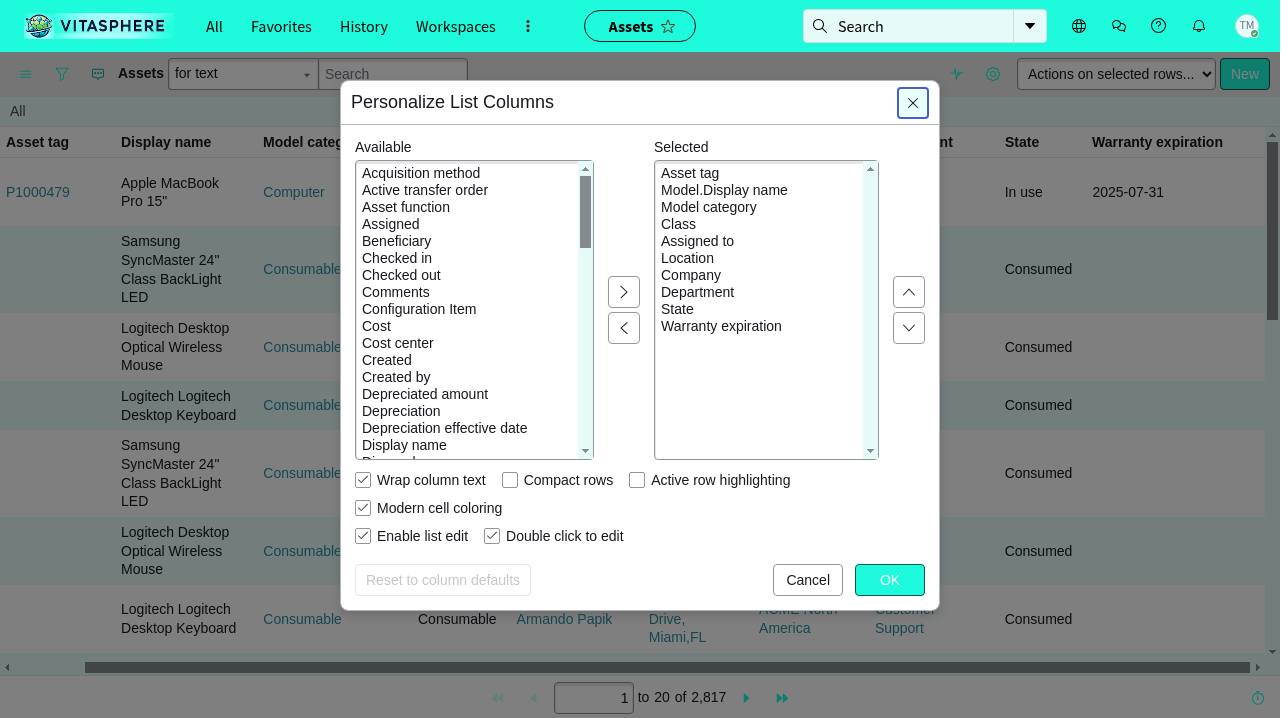 VITASPHERE
All
Favorites
History
Workspaces
Assets
Search
TM
Assets
for text
Search
Actions on selected rows...
New
All
Asset tag
Display name
Model categ
nt
State
Warranty expiration
Personalize List Columns
Available
Selected
Acquisition method
Active transfer order
Asset function
Assigned
Beneficiary
Checked in
Checked out
Comments
Configuration Item
Cost
Cost center
Created
Created by
Depreciated amount
Depreciation
Depreciation effective date
Display name
Asset tag
Model.Display name
Model category
Class
Assigned to
Location
Company
Department
State
Warranty expiration
Wrap column text
Compact rows
Active row highlighting
Modern cell coloring
Enable list edit
Double click to edit
Reset to column defaults
Cancel
OK
P1000479
Apple MacBook
Pro 15"
Computer
In use
2025-07-31
Samsung
SyncMaster 24"
Class BackLight
LED
Consumable
Consumed
Logitech Desktop
Optical Wireless
Mouse
Consumable
Consumed
Logitech Logitech
Desktop Keyboard
Consumable
Consumed
Samsung
SyncMaster 24"
Class BackLight
LED
Consumable
Consumed
Logitech Desktop
Optical Wireless
Mouse
Consumable
Consumed
Logitech Logitech
Desktop Keyboard
Consumable
Consumable
Armando Papik
Drive,
Miami,FL
ACME North
America
Customer
Support
Consumed
1 to 20 of 2,817